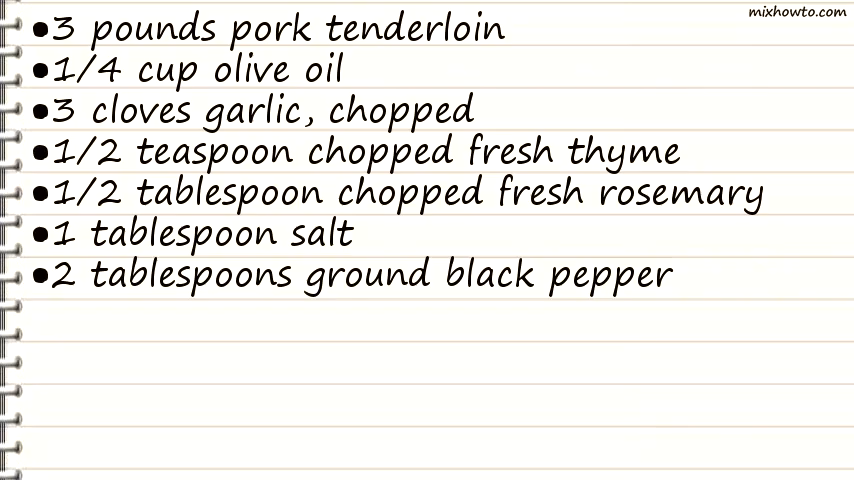 mixhowto.com
•3 pounds pork tenderloin
•1/4 cup olive oil
•3 cloves garlic, chopped
•1/2 teaspoon chopped fresh thyme
•1/2 tablespoon chopped fresh rosemary
•1 tablespoon salt
•2 tablespoons ground black pepper